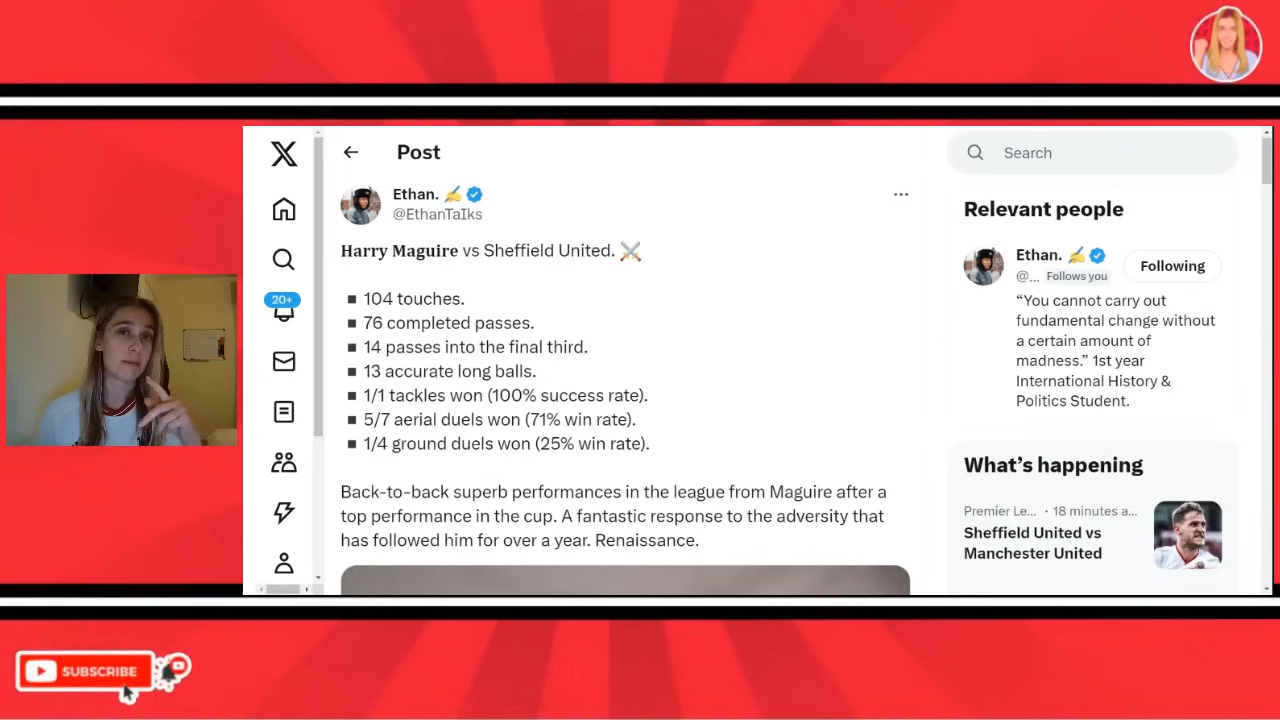 Post
Search
Ethan. ✍️
@EthanTaIks
Harry Maguire vs Sheffield United. ⚔️
▪️ 104 touches.
▪️ 76 completed passes.
▪️ 14 passes into the final third.
▪️ 13 accurate long balls.
▪️ 1/1 tackles won (100% success rate).
▪️ 5/7 aerial duels won (71% win rate).
▪️ 1/4 ground duels won (25% win rate).
Back-to-back superb performances in the league from Maguire after a
top performance in the cup. A fantastic response to the adversity that
has followed him for over a year. Renaissance.
20+
Relevant people
Ethan. ✍️
@... Follows you
Following
“You cannot carry out
fundamental change without
a certain amount of
madness.” 1st year
International History &
Politics Student.
What’s happening
Premier Le... · 18 minutes a...
Sheffield United vs
Manchester United
SUBSCRIBE